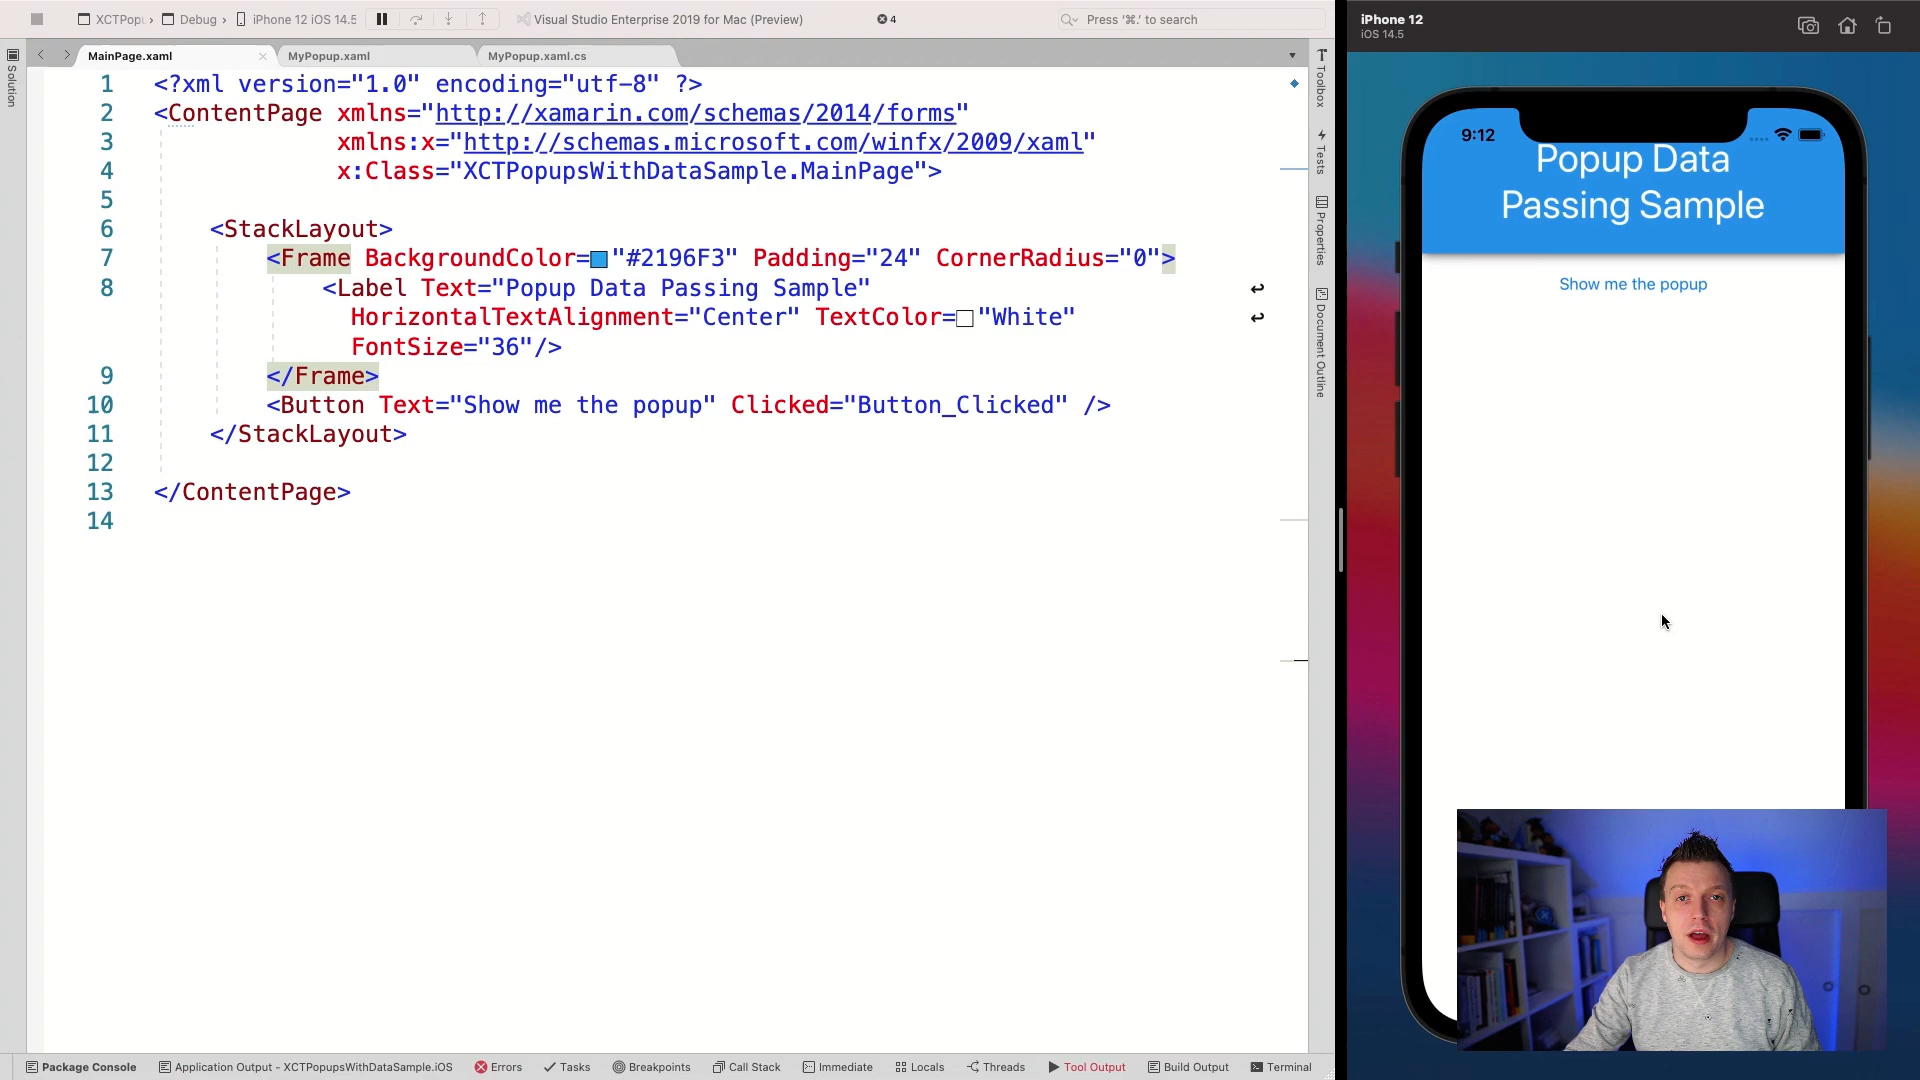 XCTPopu
Debug
iPhone 12 iOS 14.5
Visual Studio Enterprise 2019 for Mac (Preview)
4
Press '⌘.' to search
MainPage.xaml
MyPopup.xaml
MyPopup.xaml.cs
Solution
Toolbox
Tests
Properties
Document Outline
1 <?xml version="1.0" encoding="utf-8" ?>
2 <ContentPage xmlns="http://xamarin.com/schemas/2014/forms"
3 xmlns:x="http://schemas.microsoft.com/winfx/2009/xaml"
4 x:Class="XCTPopupsWithDataSample.MainPage">
5
6 <StackLayout>
7 <Frame BackgroundColor="#2196F3" Padding="24" CornerRadius="0">
8 <Label Text="Popup Data Passing Sample"
HorizontalTextAlignment="Center" TextColor="White"
FontSize="36"/>
9 </Frame>
10 <Button Text="Show me the popup" Clicked="Button_Clicked" />
11 </StackLayout>
12
13 </ContentPage>
14
Package Console
Application Output - XCTPopupsWithDataSample.iOS
Errors
Tasks
Breakpoints
Call Stack
Immediate
Locals
Threads
Tool Output
Build Output
Terminal
iPhone 12
iOS 14.5
9:12
Popup Data
Passing Sample
Show me the popup